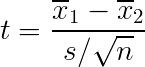 t = \frac{\overline{x}_1 - \overline{x}_2}{s/\sqrt{n}}